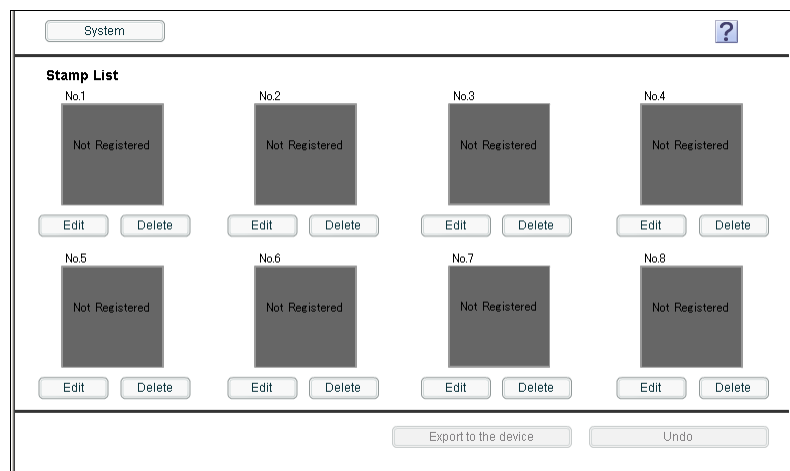 System ?
Stamp List
No.1 No.2 No.3 No.4
Not Registered Not Registered Not Registered Not Registered
Edit Delete Edit Delete Edit Delete Edit Delete
No.5 No.6 No.7 No.8
Not Registered Not Registered Not Registered Not Registered
Edit Delete Edit Delete Edit Delete Edit Delete
Export to the device Undo